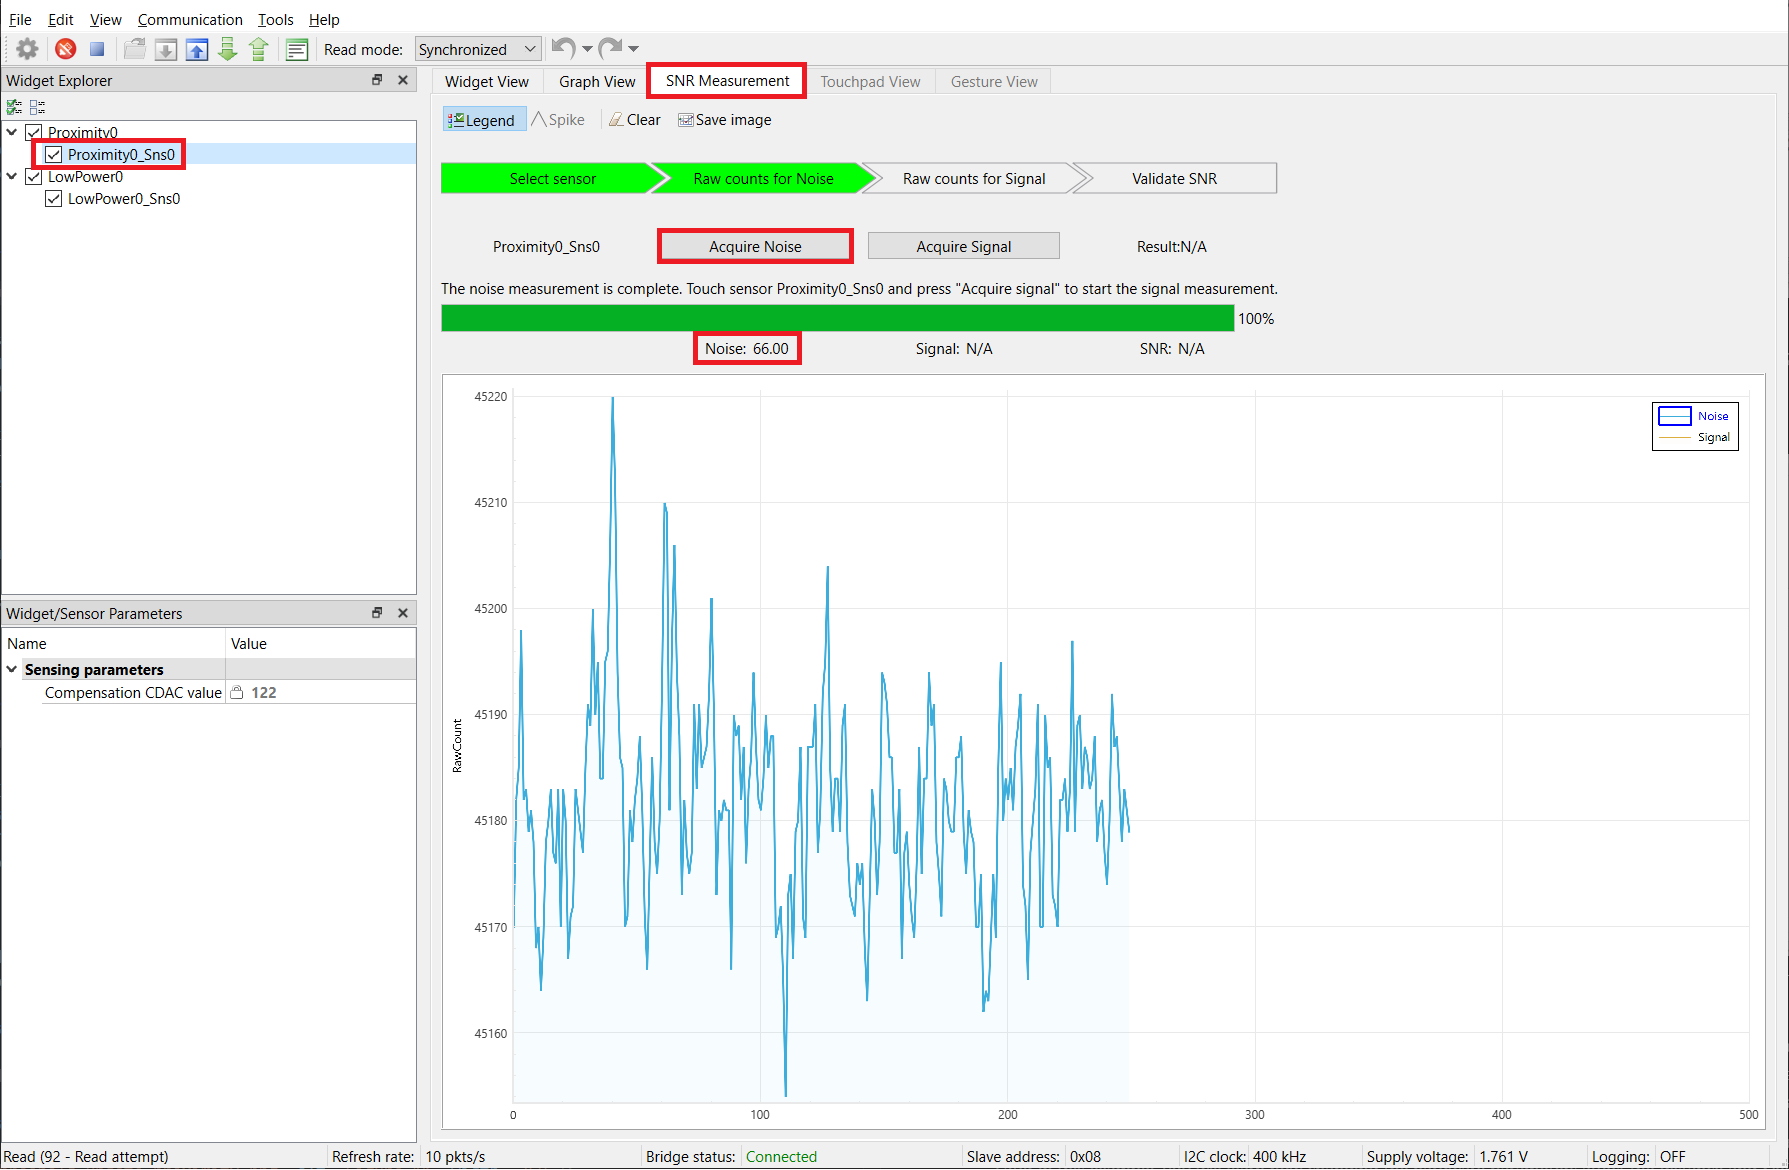 File Edit View Communication Tools Help
Read mode: Synchronized
Widget Explorer
Proximity0
Proximity0_Sns0
LowPower0
LowPower0_Sns0
Widget/Sensor Parameters
Name Value
Sensing parameters
Compensation CDAC value 122
Widget View Graph View SNR Measurement Touchpad View Gesture View
Legend Spike Clear Save image
Select sensor Raw counts for Noise Raw counts for Signal Validate SNR
Proximity0_Sns0 Acquire Noise Acquire Signal Result:N/A
The noise measurement is complete. Touch sensor Proximity0_Sns0 and press "Acquire signal" to start the signal measurement.
100%
Noise: 66.00 Signal: N/A SNR: N/A
Noise
Signal
45220
45210
45200
45190
45180
45170
45160
RawCount
0 100 200 300 400 500
Read (92 - Read attempt) Refresh rate: 10 pkts/s Bridge status: Connected Slave address: 0x08 I2C clock: 400 kHz Supply voltage: 1.761 V Logging: OFF